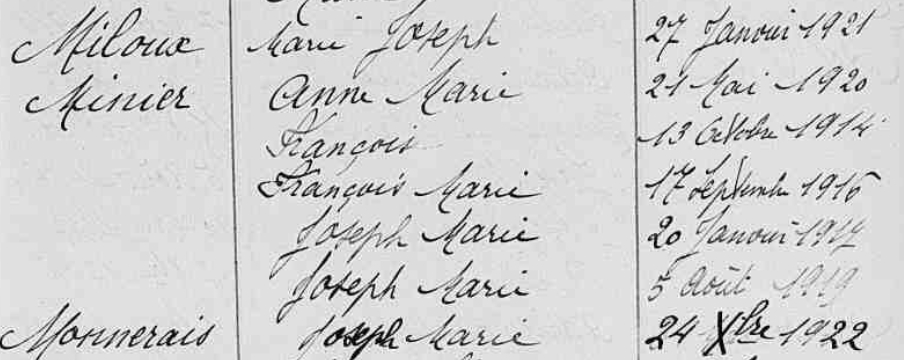 Miloux Marie Joseph 27 Janvier 1921
Minier Anne Marie 21 Mai 1920
François 13 Octobre 1914
François Marie 17 Septembre 1916
Joseph Marie 20 Janvier 1917
Joseph Marie 5 Août 1919
Monnerais Joseph Marie 24 Xbre 1922